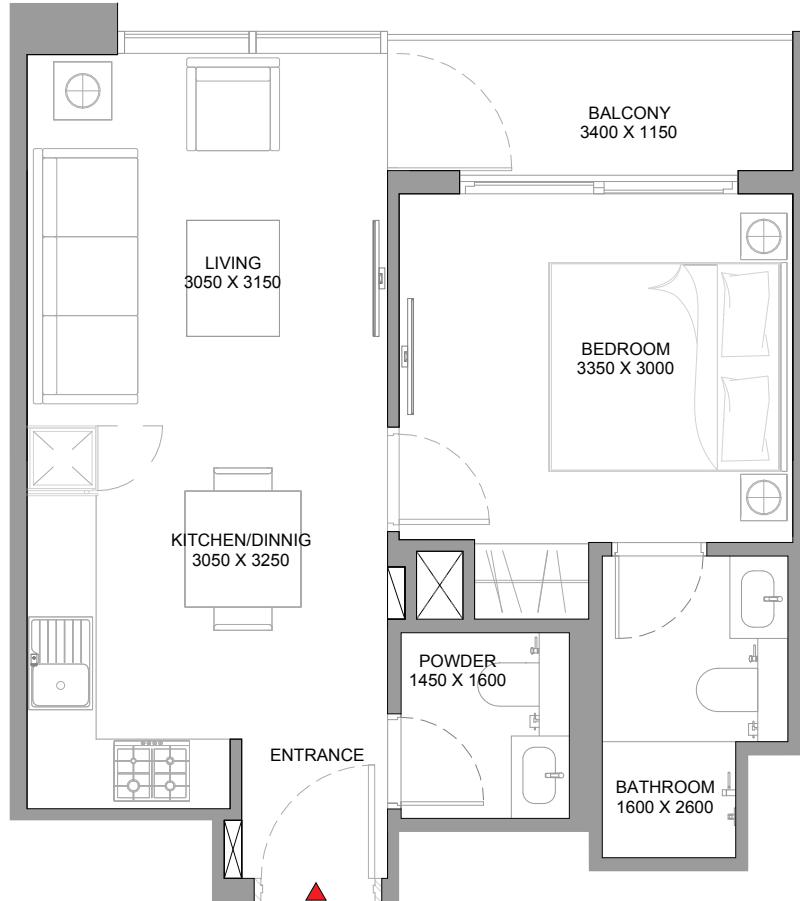 BALCONY
3400 X 1150
LIVING
3050 X 3150
BEDROOM
3350 X 3000
KITCHEN/DINNIG
3050 X 3250
POWDER
1450 X 1600
ENTRANCE
BATHROOM
1600 X 2600